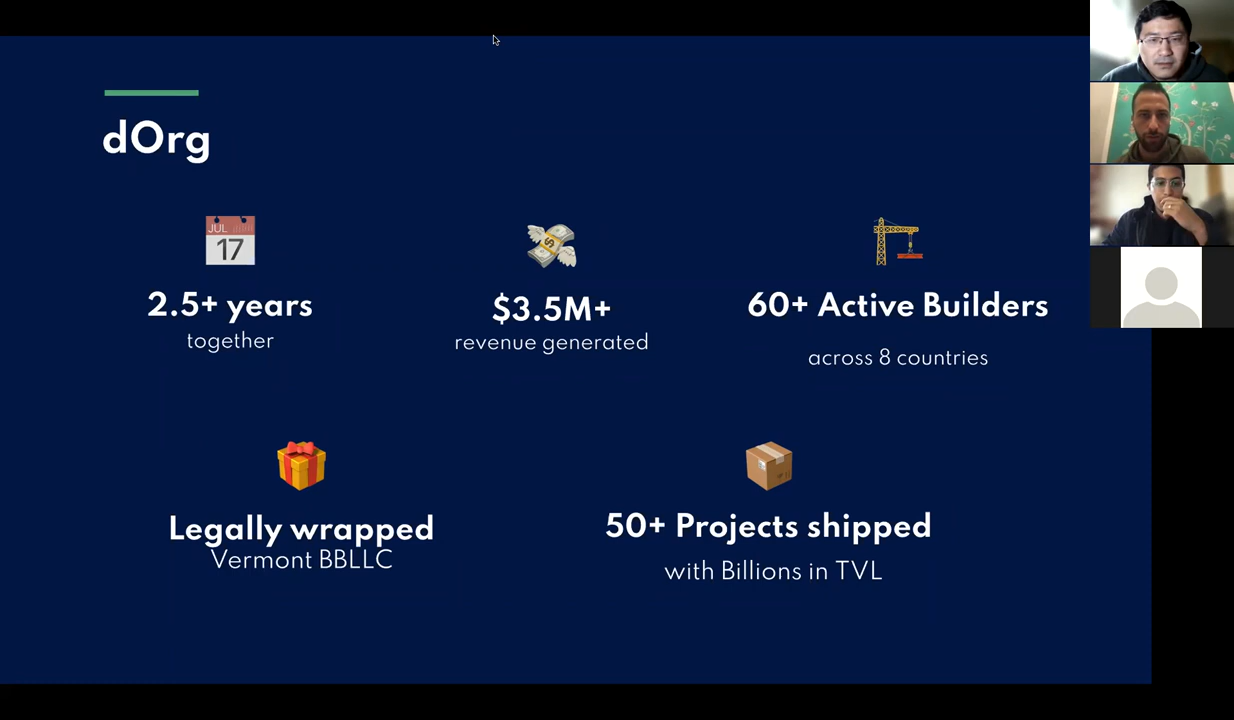 dOrg
JUL
17
2.5+ years
together
$
$3.5M+
revenue generated
60+ Active Builders
across 8 countries
Legally wrapped
Vermont BBLLC
50+ Projects shipped
with Billions in TVL